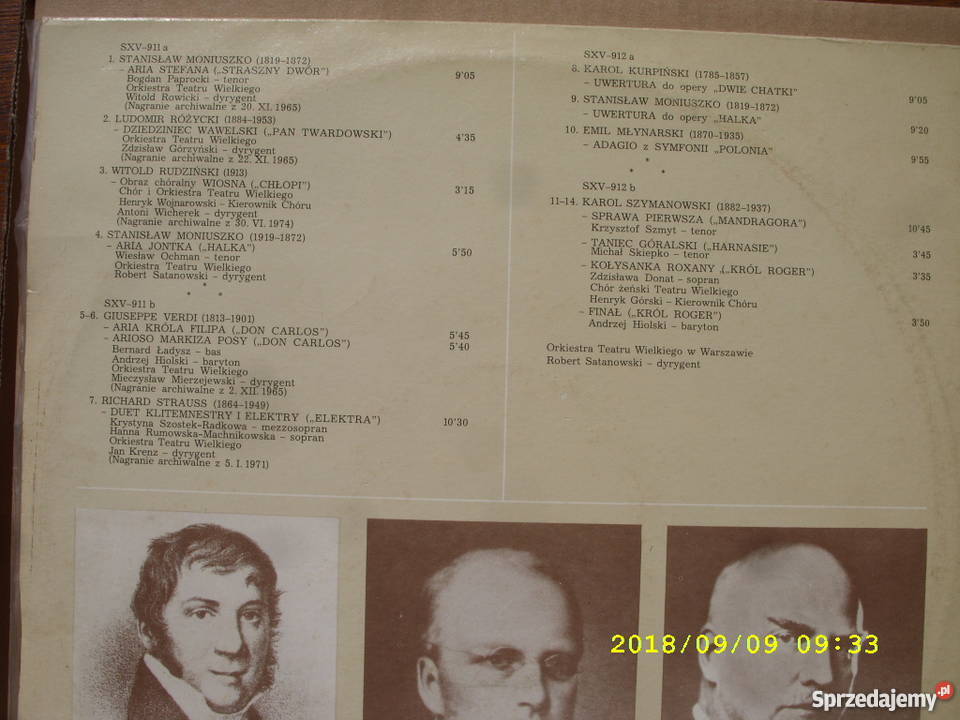 SXV-911 a
1. STANISŁAW MONIUSZKO (1819-1872)
– ARIA STEFANA („STRASZNY DWÓR") 9'05
Bogdan Paprocki – tenor
Orkiestra Teatru Wielkiego
Witold Rowicki – dyrygent
(Nagranie archiwalne z 20. XI. 1965)
2. LUDOMIR RÓŻYCKI (1884-1953)
– DZIEDZINIEC WAWELSKI („PAN TWARDOWSKI") 4'35
Orkiestra Teatru Wielkiego
Zdzisław Górzyński – dyrygent
(Nagranie archiwalne z 22. XI. 1965)
3. WITOLD RUDZIŃSKI (1913)
– Obraz chóralny WIOSNA („CHŁOPI") 3'15
Chór i Orkiestra Teatru Wielkiego
Henryk Wojnarowski – Kierownik Chóru
Antoni Wicherek – dyrygent
(Nagranie archiwalne z 30. VI. 1974)
4. STANISŁAW MONIUSZKO (1919-1872)
– ARIA JONTKA („HALKA") 5'50
Wiesław Ochman – tenor
Orkiestra Teatru Wielkiego
Robert Satanowski – dyrygent
*
* *
SXV-911 b
5-6. GIUSEPPE VERDI (1813-1901)
– ARIA KRÓLA FILIPA („DON CARLOS") 5'45
– ARIOSO MARKIZA POSY („DON CARLOS") 5'40
Bernard Ładysz – bas
Andrzej Hiolski – baryton
Orkiestra Teatru Wielkiego
Mieczysław Mierzejewski – dyrygent
(Nagranie archiwalne z 2. XII. 1965)
7. RICHARD STRAUSS (1864-1949)
– DUET KLITEMNESTRY I ELEKTRY („ELEKTRA") 10'30
Krystyna Szostek-Radkowa – mezzosopran
Hanna Rumowska-Machnikowska – sopran
Orkiestra Teatru Wielkiego
Jan Krenz – dyrygent
(Nagranie archiwalne z 5. I. 1971)
SXV-912 a
8. KAROL KURPIŃSKI (1785-1857)
– UWERTURA do opery „DWIE CHATKI" 9'05
9. STANISŁAW MONIUSZKO (1819-1872)
– UWERTURA do opery „HALKA" 9'20
10. EMIL MŁYNARSKI (1870-1935)
– ADAGIO z SYMFONII „POLONIA" 9'55
*
* *
SXV-912 b
11-14. KAROL SZYMANOWSKI (1882-1937)
– SPRAWA PIERWSZA („MANDRAGORA") 10'45
Krzysztof Szmyt – tenor
– TANIEC GÓRALSKI („HARNASIE") 3'45
Michał Skiepko – tenor
– KOŁYSANKA ROXANY („KRÓL ROGER") 3'35
Zdzisława Donat – sopran
Chór żeński Teatru Wielkiego
Henryk Górski – Kierownik Chóru
– FINAŁ („KRÓL ROGER") 3'50
Andrzej Hiolski – baryton
Orkiestra Teatru Wielkiego w Warszawie
Robert Satanowski – dyrygent
2018/09/09 09:33
Sprzedajemy.pl